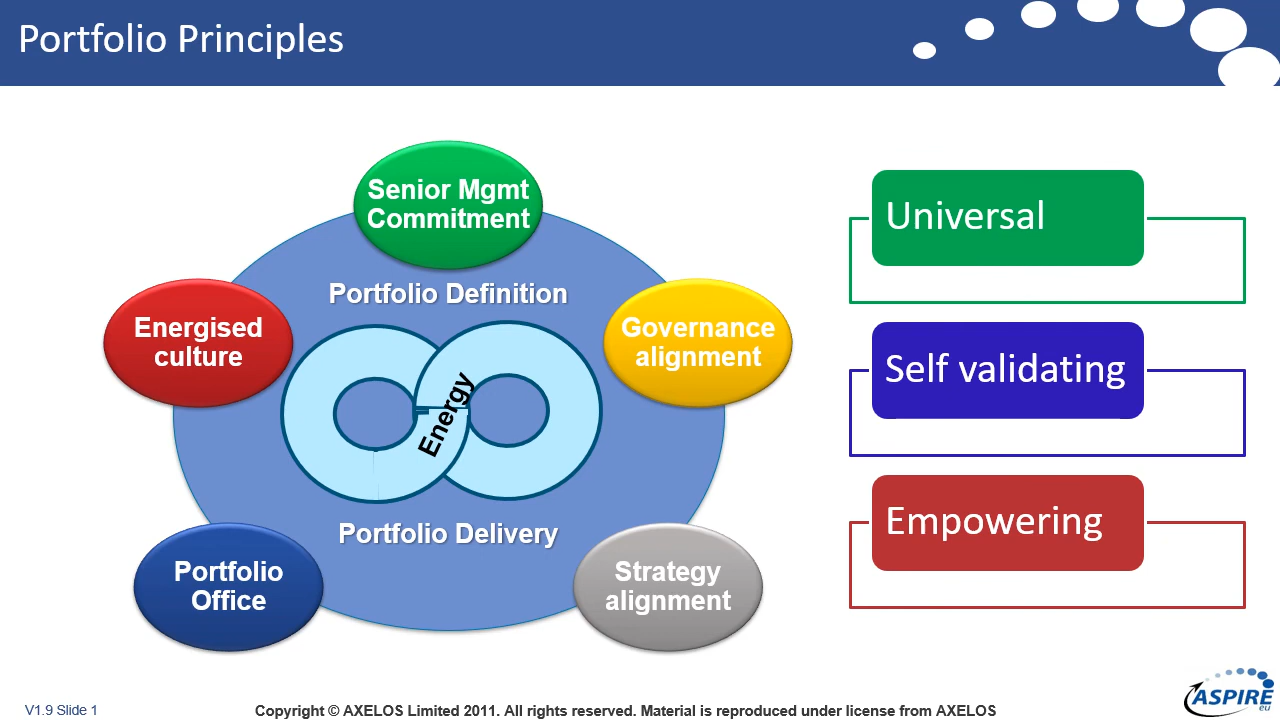 Portfolio Principles
Senior Mgmt
Commitment
Portfolio Definition
Energised
culture
Governance
alignment
Energy
Portfolio Delivery
Portfolio
Office
Strategy
alignment
Universal
Self validating
Empowering
ASPIRE
eu
V1.9 Slide 1
Copyright © AXELOS Limited 2011. All rights reserved. Material is reproduced under license from AXELOS